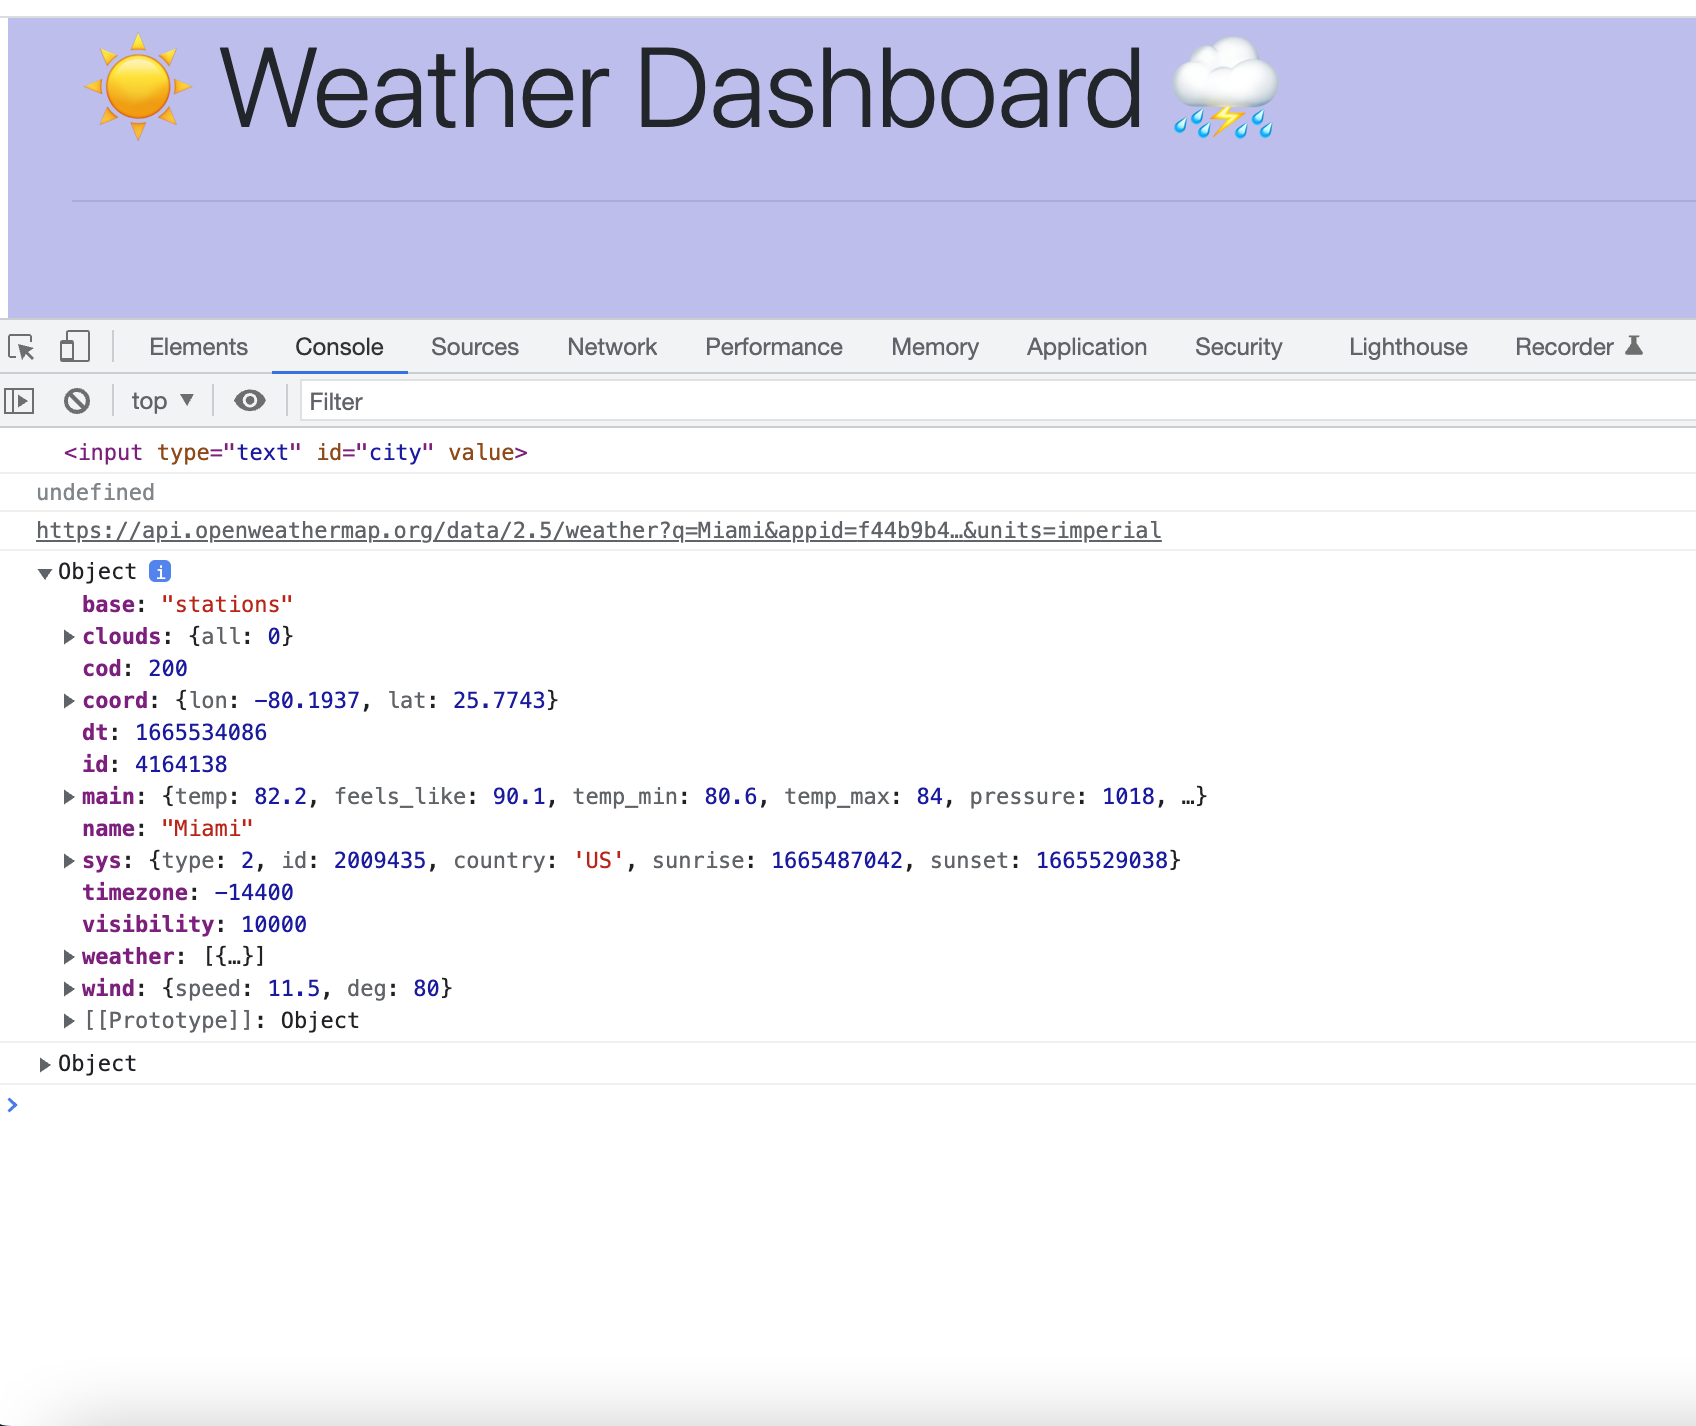 Weather Dashboard
Elements Console Sources Network Performance Memory Application Security Lighthouse Recorder
top Filter
<input type="text" id="city" value>
undefined
https://api.openweathermap.org/data/2.5/weather?q=Miami&appid=f44b9b4…&units=imperial
Object i
base: "stations"
clouds: {all: 0}
cod: 200
coord: {lon: -80.1937, lat: 25.7743}
dt: 1665534086
id: 4164138
main: {temp: 82.2, feels_like: 90.1, temp_min: 80.6, temp_max: 84, pressure: 1018, …}
name: "Miami"
sys: {type: 2, id: 2009435, country: 'US', sunrise: 1665487042, sunset: 1665529038}
timezone: -14400
visibility: 10000
weather: [{…}]
wind: {speed: 11.5, deg: 80}
[[Prototype]]: Object
Object